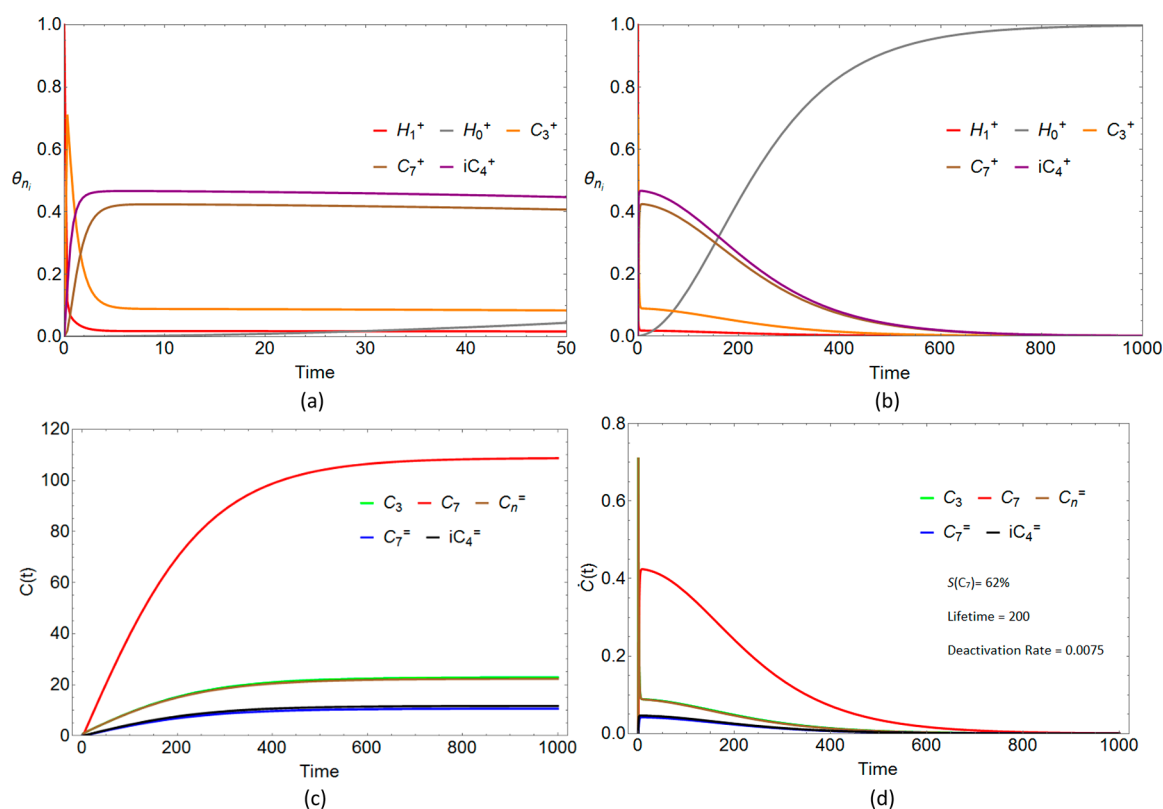 1.0
0.8
0.6
0.4
0.2
0.0
θnᵢ
H₁⁺ H₀⁺ C₃⁺
C₇⁺ iC₄⁺
0 10 20 30 40 50
Time
(a)
1.0
0.8
0.6
0.4
0.2
0.0
θnᵢ
H₁⁺ H₀⁺ C₃⁺
C₇⁺ iC₄⁺
0 200 400 600 800 1000
Time
(b)
120
100
80
60
40
20
0
C(t)
C₃ C₇ Cₙ⁼
C₇⁼ iC₄⁼
0 200 400 600 800 1000
Time
(c)
0.8
0.6
0.4
0.2
0.0
Ċ(t)
C₃ C₇ Cₙ⁼
C₇⁼ iC₄⁼
S(C₇)= 62%
Lifetime = 200
Deactivation Rate = 0.0075
0 200 400 600 800 1000
Time
(d)